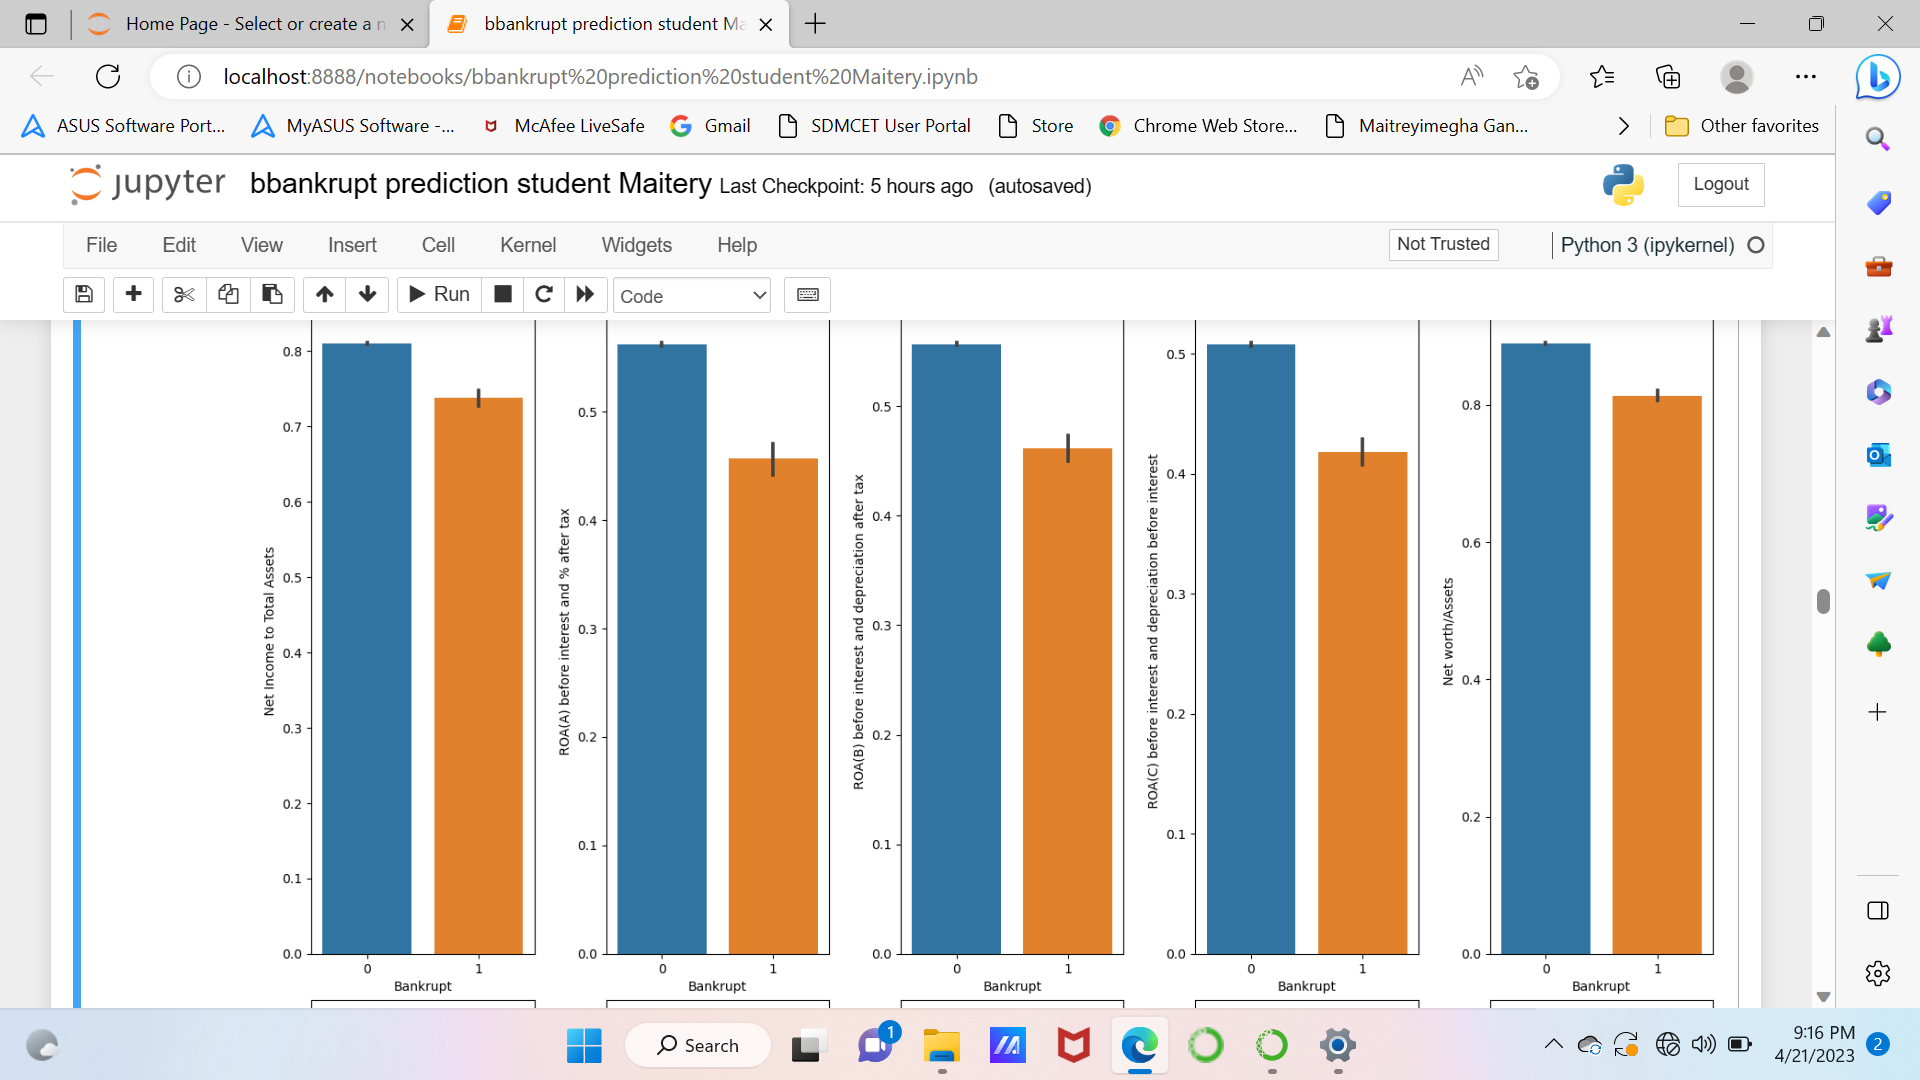 Home Page - Select or create a n
bbankrupt prediction student Ma
localhost:8888/notebooks/bbankrupt%20prediction%20student%20Maitery.ipynb
ASUS Software Port...
MyASUS Software -...
McAfee LiveSafe
Gmail
SDMCET User Portal
Store
Chrome Web Store...
Maitreyimegha Gan...
Other favorites
jupyter bbankrupt prediction student Maitery Last Checkpoint: 5 hours ago (autosaved)
Logout
File Edit View Insert Cell Kernel Widgets Help
Not Trusted
Python 3 (ipykernel)
Run
Code
Net Income to Total Assets
0.8
0.7
0.6
0.5
0.4
0.3
0.2
0.1
0.0
0 1
Bankrupt
ROA(A) before interest and % after tax
0.5
0.4
0.3
0.2
0.1
0.0
0 1
Bankrupt
ROA(B) before interest and depreciation after tax
0.5
0.4
0.3
0.2
0.1
0.0
0 1
Bankrupt
ROA(C) before interest and depreciation before interest
0.5
0.4
0.3
0.2
0.1
0.0
0 1
Bankrupt
Net worth/Assets
0.8
0.6
0.4
0.2
0.0
0 1
Bankrupt
Search
1
9:16 PM
4/21/2023
2